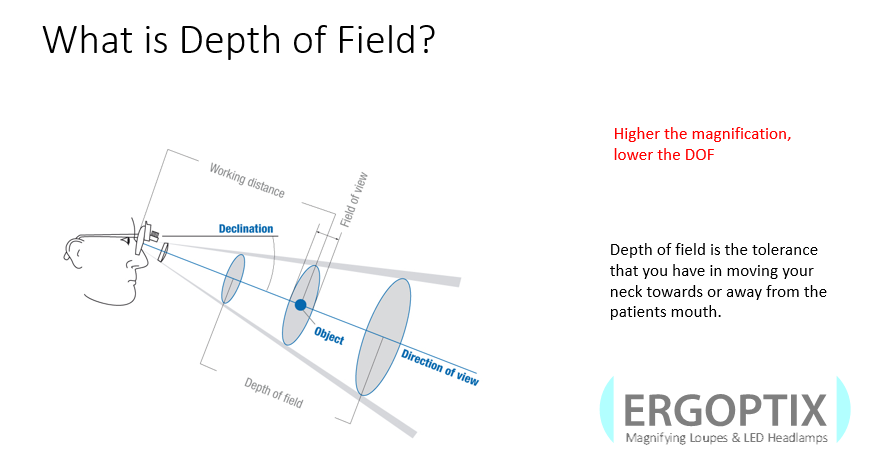 What is Depth of Field?
Higher the magnification,
lower the DOF
Working distance
Field of view
Declination
Object
Direction of view
Depth of field
Depth of field is the tolerance
that you have in moving your
neck towards or away from the
patients mouth.
ERGOPTIX
Magnifying Loupes & LED Headlamps